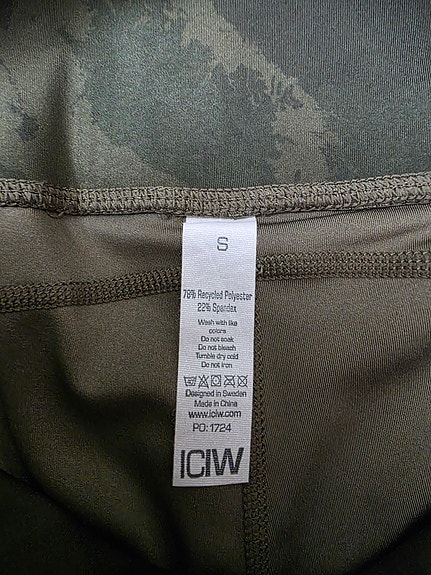 S
78% Recycled Polyester
22% Spandex
Wash with like
colors
Do not soak
Do not bleach
Tumble dry cold
Do not iron
Designed in Sweden
Made in China
www.iciw.com
PO: 1724
ICIW